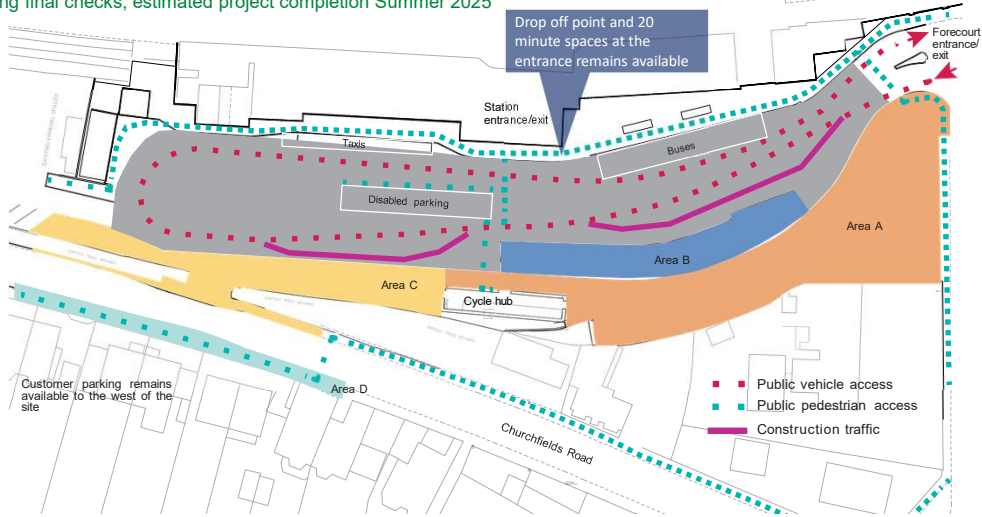 ng final checks, estimated project completion Summer 2025
Drop off point and 20
minute spaces at the
entrance remains available
Forecourt
entrance/
exit
Station
entrance/exit
Taxis
Buses
Disabled parking
Area A
Area B
Area C
Cycle hub
Area D
Customer parking remains
available to the west of the
site
Churchfields Road
Public vehicle access
Public pedestrian access
Construction traffic